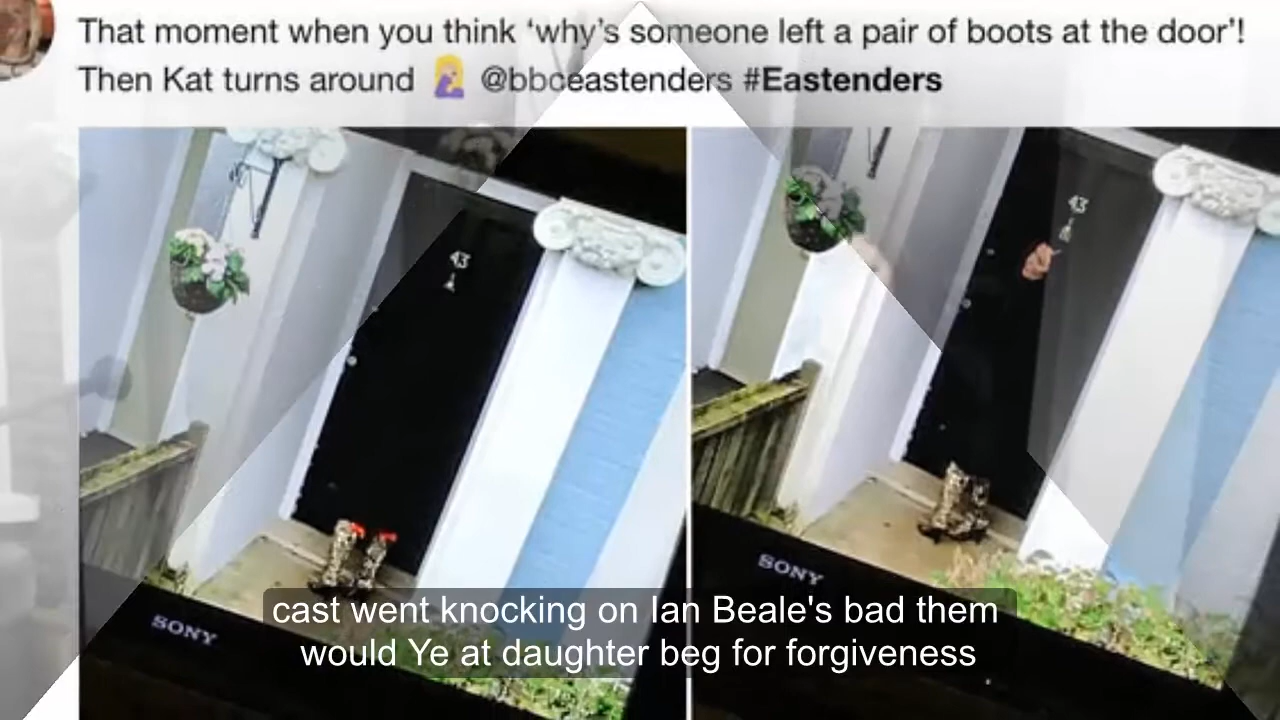 That moment when you think ‘why’s someone left a pair of boots at the door’!
Then Kat turns around 🤦‍♀️ @bbceastenders #Eastenders
43
43
SONY
SONY
cast went knocking on Ian Beale's bad them
would Ye at daughter beg for forgiveness